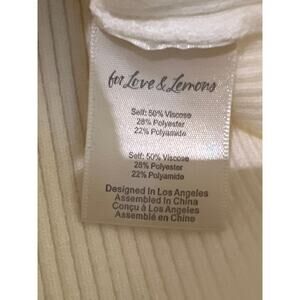 for Love & Lemons
Self: 50% Viscose
28% Polyester
22% Polyamide
Self: 50% Viscose
28% Polyester
22% Polyamide
Designed In Los Angeles
Assembled In China
Conçu à Los Angeles
Assemblé en Chine